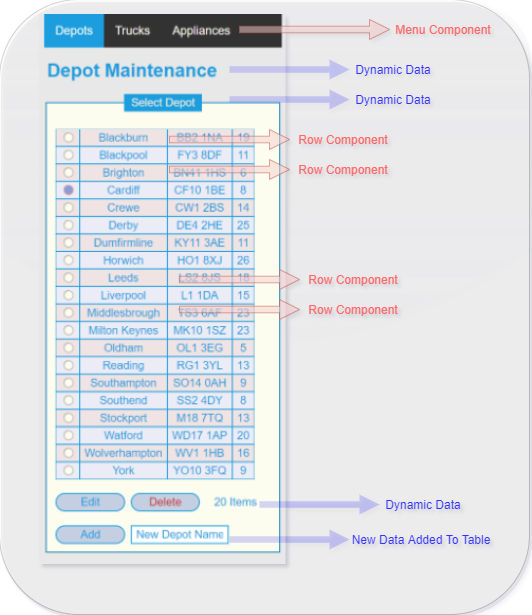 Depots Trucks Appliances Menu Component
Depot Maintenance Dynamic Data
Select Depot Dynamic Data
Blackburn BB2 1NA 19 Row Component
Blackpool FY3 8DF 11
Brighton BN41 1HS 6 Row Component
Cardiff CF10 1BE 8
Crewe CW1 2BS 14
Derby DE4 2HE 25
Dumfirmline KY11 3AE 11
Horwich HO1 8XJ 26
Leeds LS2 8JS 18 Row Component
Liverpool L1 1DA 15
Middlesbrough TS3 6AF 23 Row Component
Milton Keynes MK10 1SZ 23
Oldham OL1 3EG 5
Reading RG1 3YL 13
Southampton SO14 0AH 9
Southend SS2 4DY 8
Stockport M18 7TQ 13
Watford WD17 1AP 20
Wolverhampton WV1 1HB 16
York YO10 3FQ 9
Edit Delete 20 Items Dynamic Data
Add New Depot Name New Data Added To Table